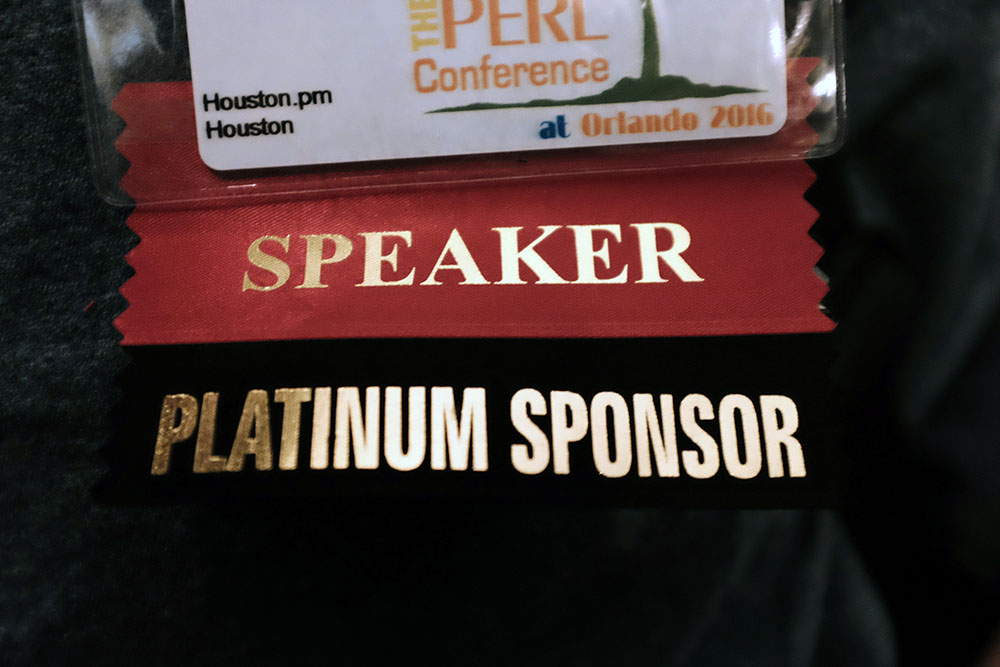 THE PERL
Conference
Houston.pm
Houston
at Orlando 2016
SPEAKER
PLATINUM SPONSOR